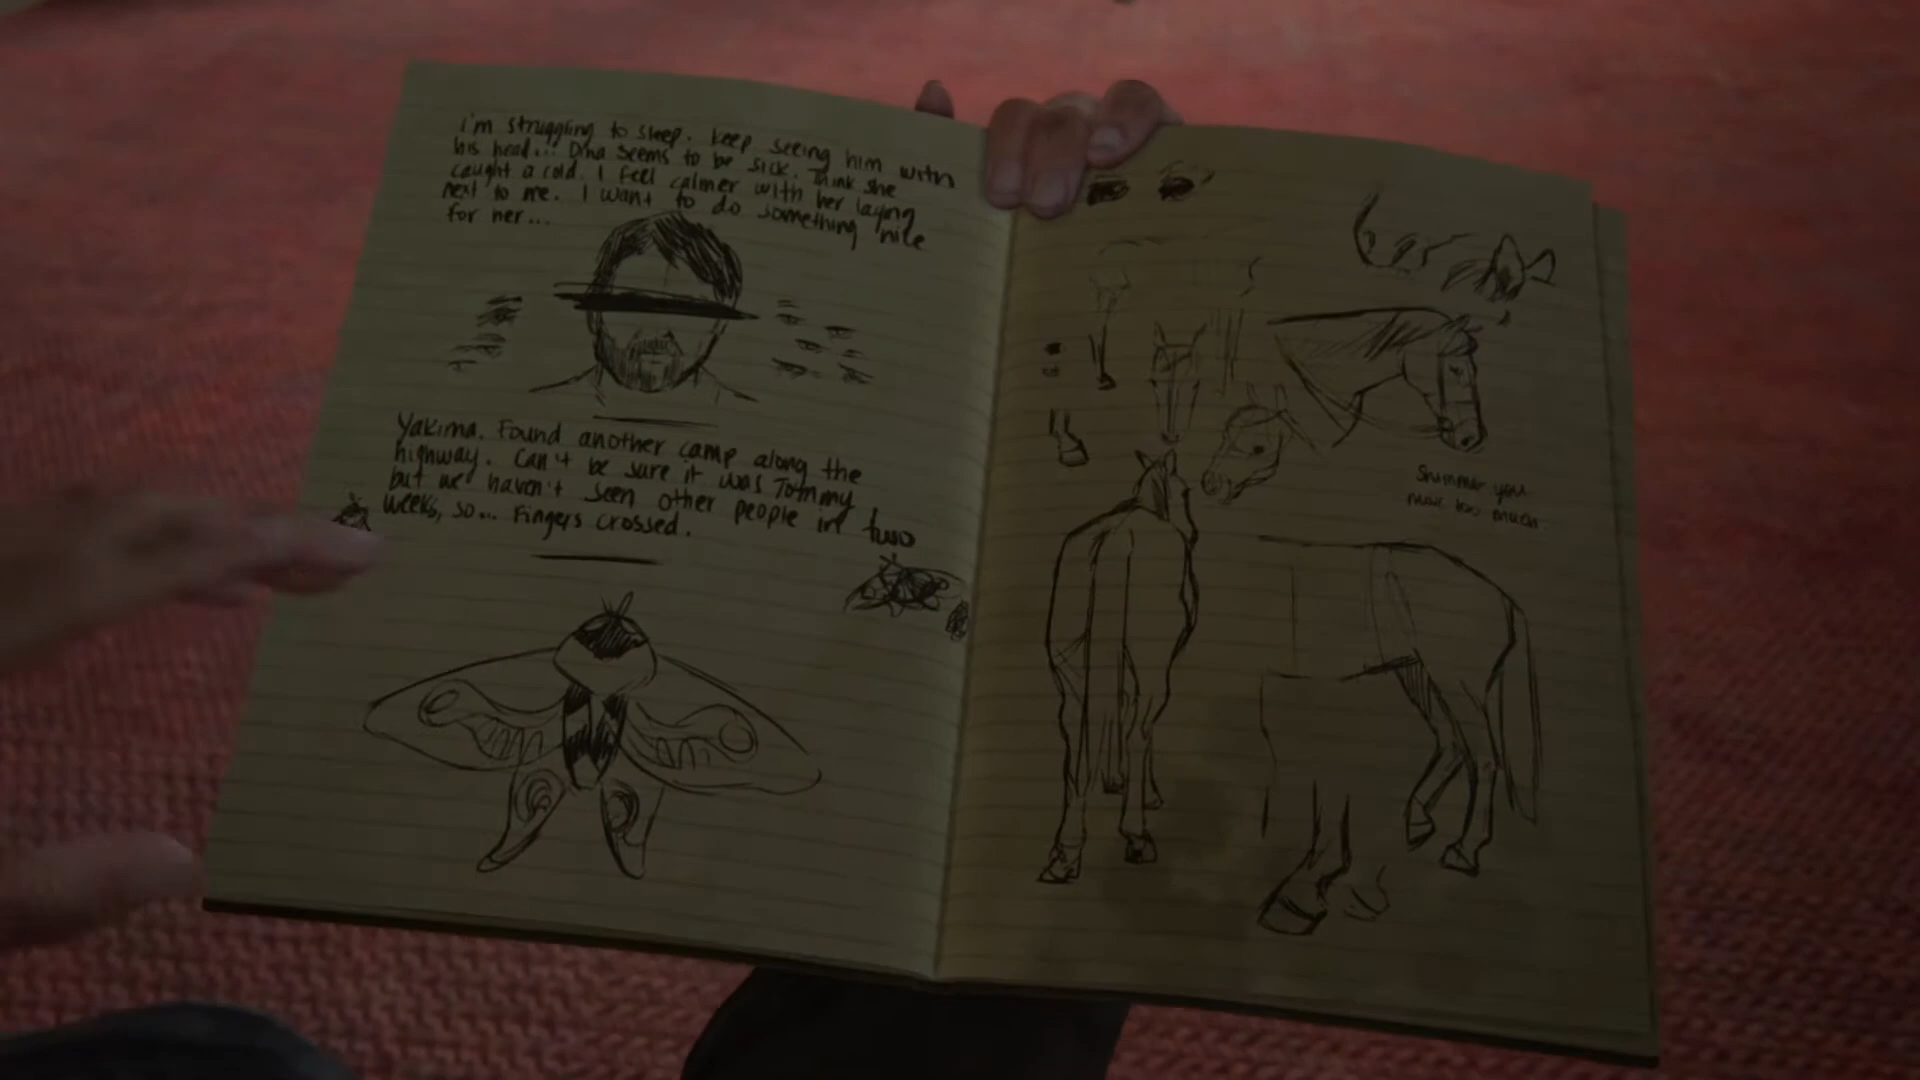 I'm struggling to sleep. Keep seeing him with
his head... Dina seems to be sick. Think she
caught a cold. I feel calmer with her laying
next to me. I want to do something nice
for her...
Yakima. Found another camp along the
highway. Can't be sure it was Tommy
but we haven't seen other people in two
weeks, so... Fingers crossed.
Shimmer you
move too much.